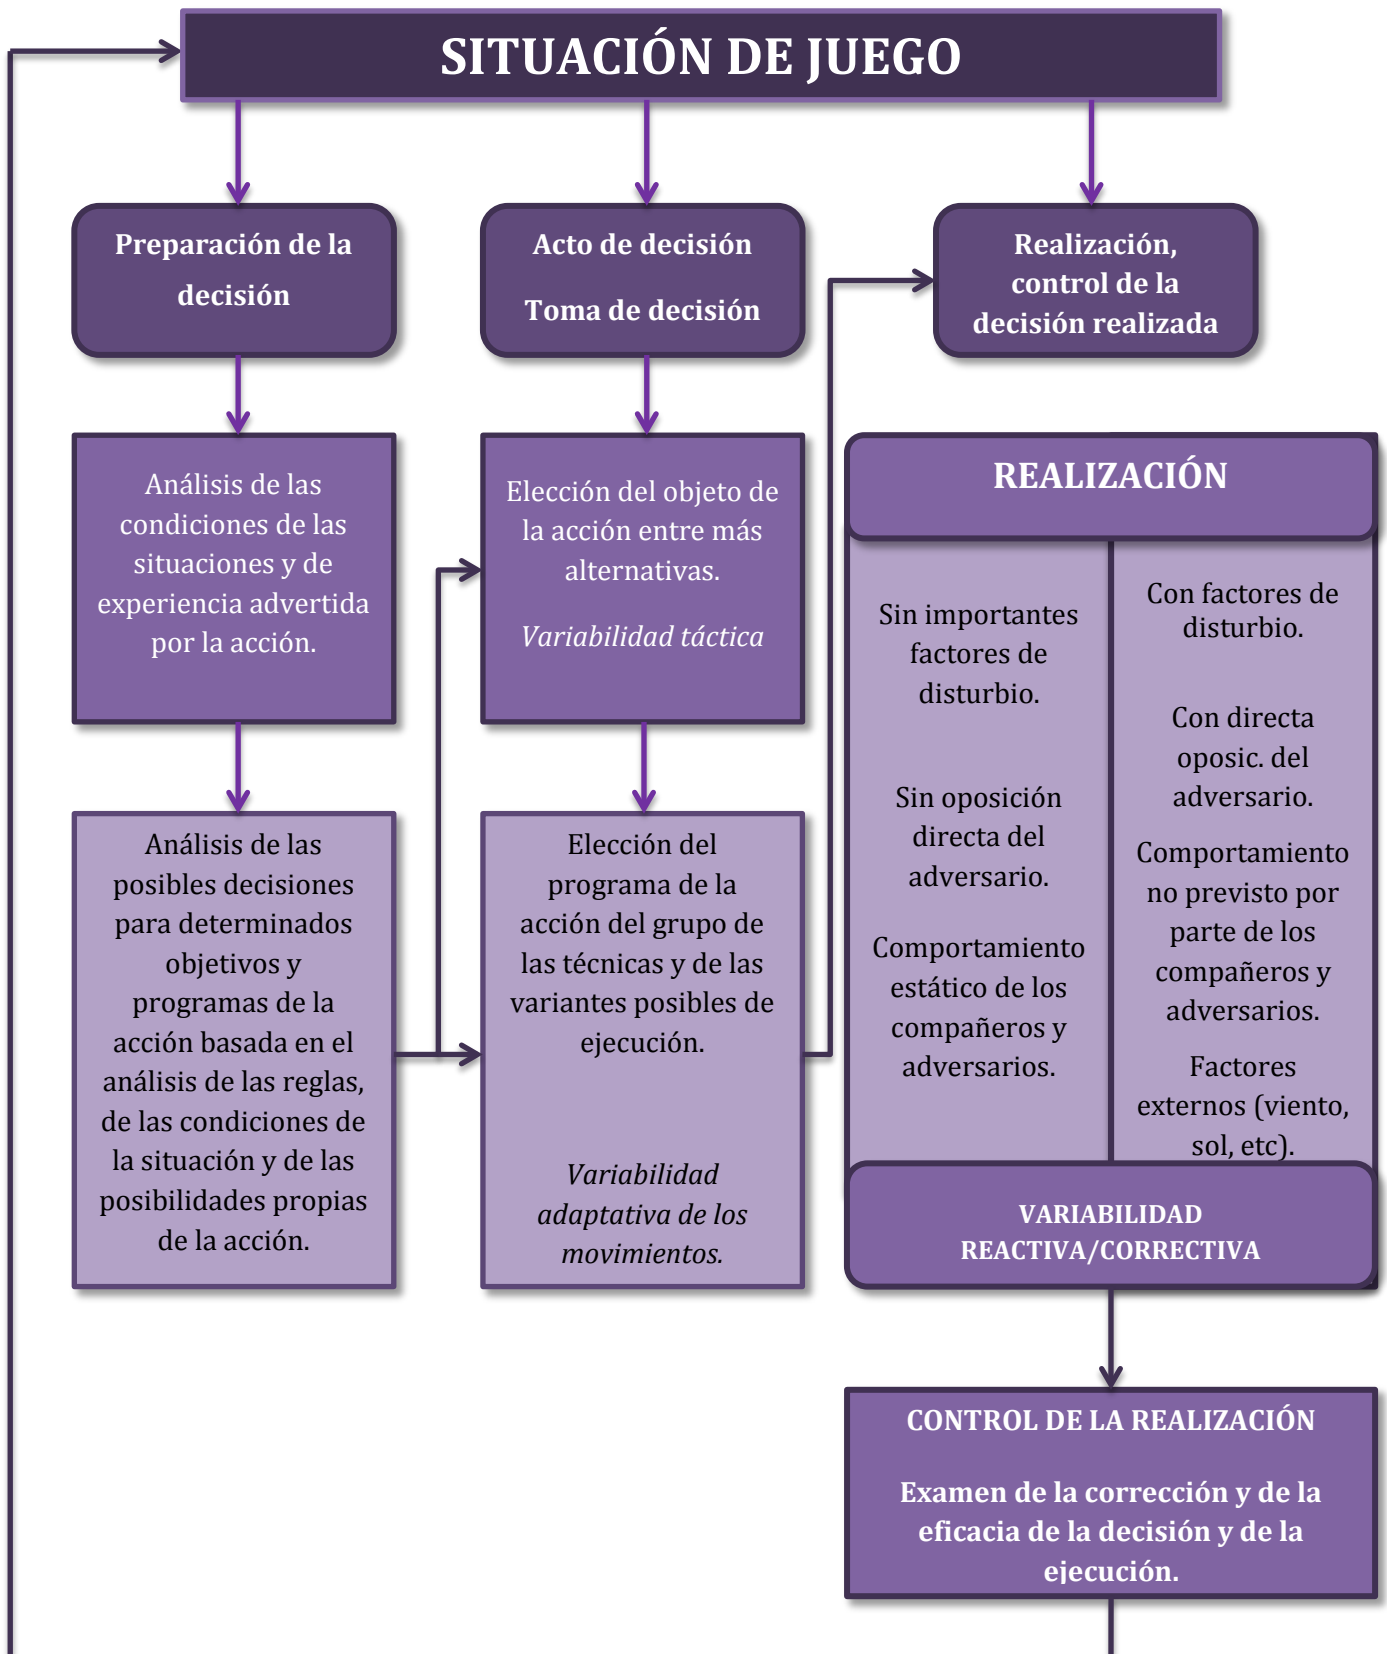 SITUACIÓN DE JUEGO
Preparación de la
decisión
Acto de decisión
Toma de decisión
Realización,
control de la
decisión realizada
Análisis de las
condiciones de las
situaciones y de
experiencia advertida
por la acción.
Elección del objeto de
la acción entre más
alternativas.
Variabilidad táctica
Análisis de las
posibles decisiones
para determinados
objetivos y
programas de la
acción basada en el
análisis de las reglas,
de las condiciones de
la situación y de las
posibilidades propias
de la acción.
Elección del
programa de la
acción del grupo de
las técnicas y de las
variantes posibles de
ejecución.
Variabilidad
adaptativa de los
movimientos.
REALIZACIÓN
Sin importantes
factores de
disturbio.
Sin oposición
directa del
adversario.
Comportamiento
estático de los
compañeros y
adversarios.
Con factores de
disturbio.
Con directa
oposic. del
adversario.
Comportamiento
no previsto por
parte de los
compañeros y
adversarios.
Factores
externos (viento,
sol, etc).
VARIABILIDAD
REACTIVA/CORRECTIVA
CONTROL DE LA REALIZACIÓN
Examen de la corrección y de la
eficacia de la decisión y de la
ejecución.